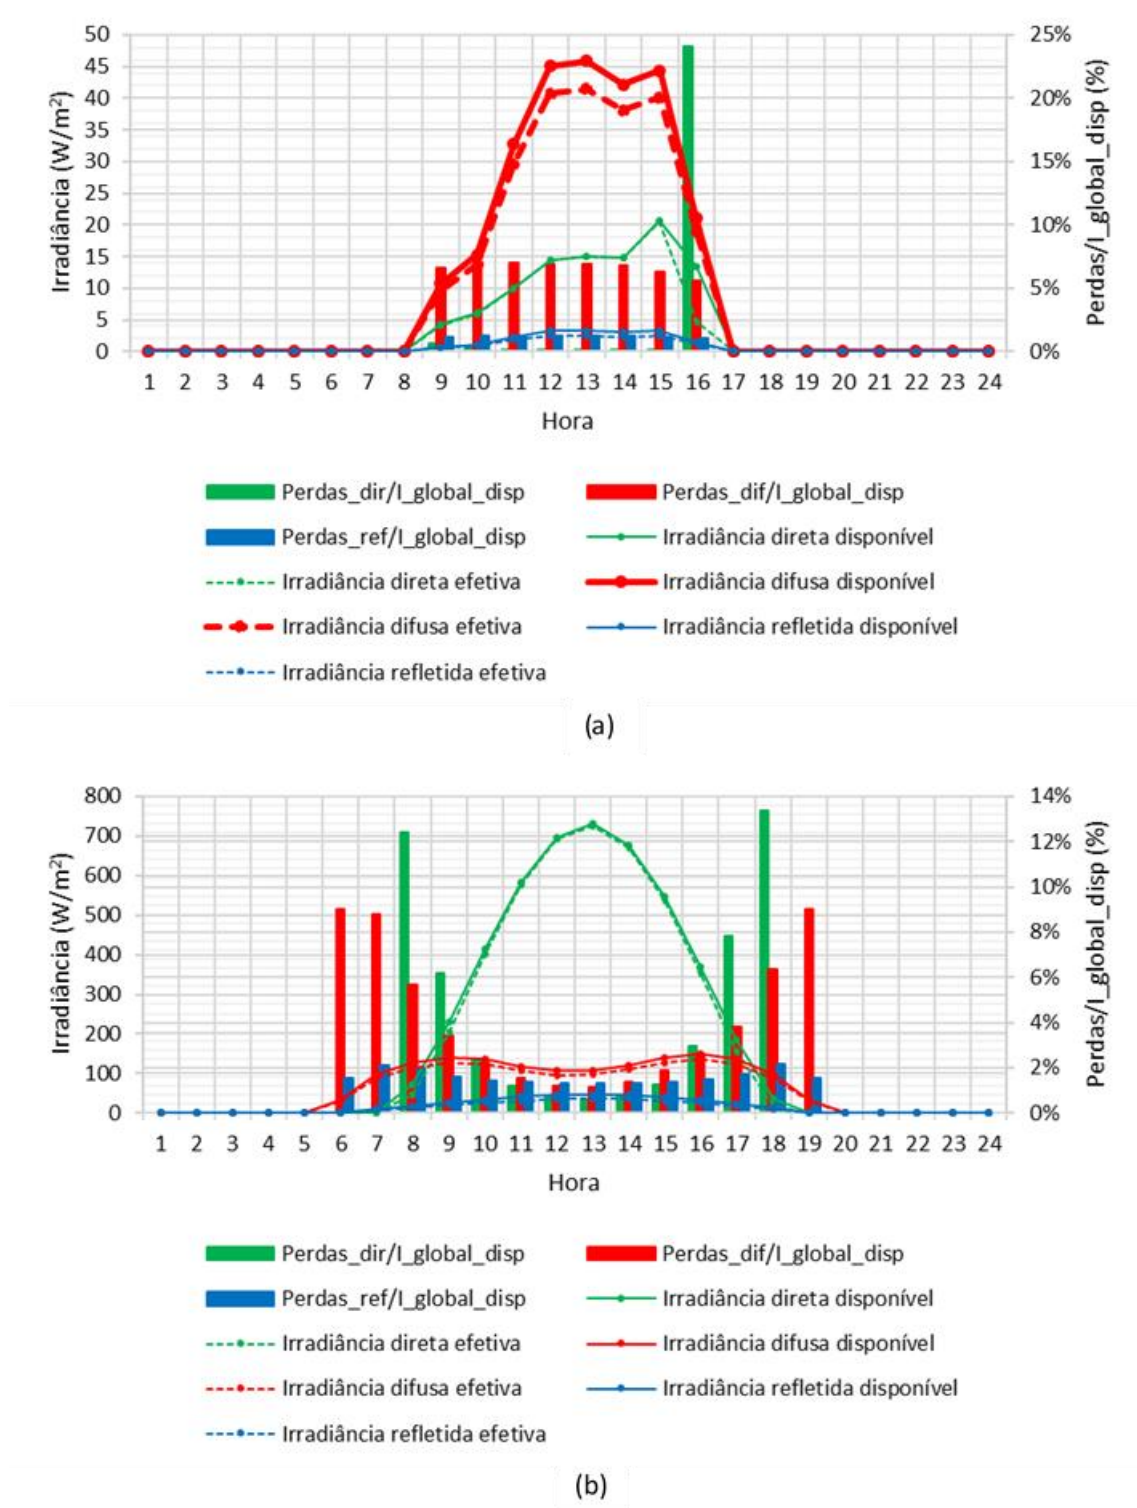 50
45
40
35
30
25
20
15
10
5
0
Irradiância (W/m²)
25%
20%
15%
10%
5%
0%
Perdas/I_global_disp (%)
1 2 3 4 5 6 7 8 9 10 11 12 13 14 15 16 17 18 19 20 21 22 23 24
Hora
Perdas_dir/I_global_disp
Perdas_dif/I_global_disp
Perdas_ref/I_global_disp
Irradiância direta disponível
Irradiância direta efetiva
Irradiância difusa disponível
Irradiância difusa efetiva
Irradiância refletida disponível
Irradiância refletida efetiva
(a)
800
700
600
500
400
300
200
100
0
Irradiância (W/m²)
14%
12%
10%
8%
6%
4%
2%
0%
Perdas/I_global_disp (%)
1 2 3 4 5 6 7 8 9 10 11 12 13 14 15 16 17 18 19 20 21 22 23 24
Hora
Perdas_dir/I_global_disp
Perdas_dif/I_global_disp
Perdas_ref/I_global_disp
Irradiância direta disponível
Irradiância direta efetiva
Irradiância difusa disponível
Irradiância difusa efetiva
Irradiância refletida disponível
Irradiância refletida efetiva
(b)